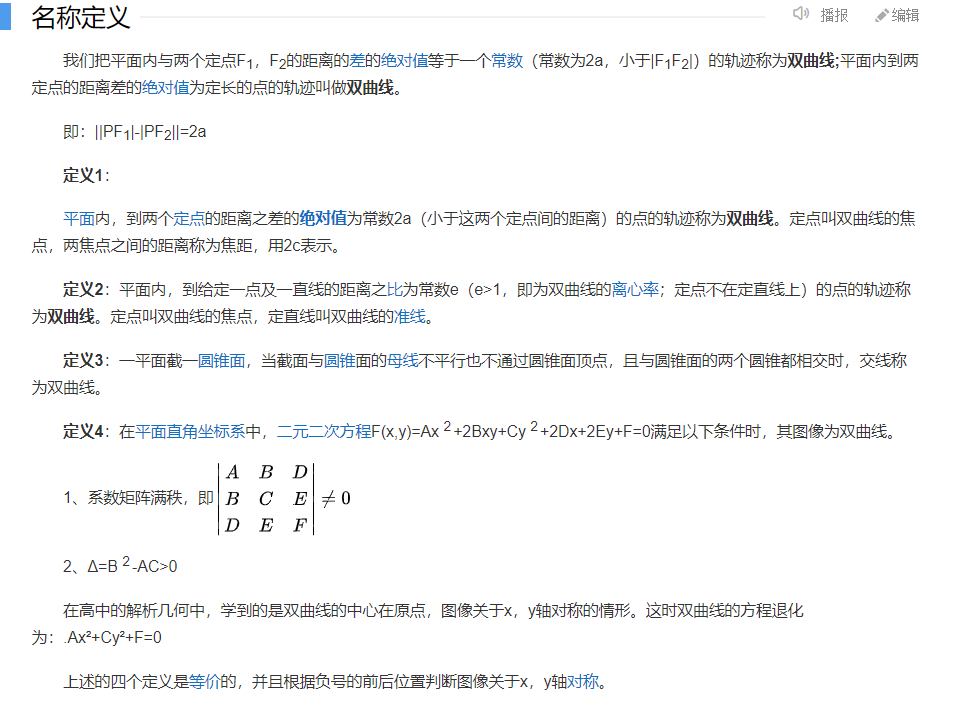 名称定义
播报 编辑
我们把平面内与两个定点F₁，F₂的距离的差的绝对值等于一个常数（常数为2a，小于|F₁F₂|）的轨迹称为双曲线;平面内到两
定点的距离差的绝对值为定长的点的轨迹叫做双曲线。
即：||PF₁|-|PF₂||=2a
定义1：
平面内，到两个定点的距离之差的绝对值为常数2a（小于这两个定点间的距离）的点的轨迹称为双曲线。定点叫双曲线的焦
点，两焦点之间的距离称为焦距，用2c表示。
定义2：平面内，到给定一点及一直线的距离之比为常数e（e>1，即为双曲线的离心率；定点不在定直线上）的点的轨迹称
为双曲线。定点叫双曲线的焦点，定直线叫双曲线的准线。
定义3：一平面截一圆锥面，当截面与圆锥面的母线不平行也不通过圆锥面顶点，且与圆锥面的两个圆锥都相交时，交线称
为双曲线。
定义4：在平面直角坐标系中，二元二次方程F(x,y)=Ax ²+2Bxy+Cy ²+2Dx+2Ey+F=0满足以下条件时，其图像为双曲线。
A B D
1、系数矩阵满秩，即 B C E ≠ 0
D E F
2、Δ=B ²-AC>0
在高中的解析几何中，学到的是双曲线的中心在原点，图像关于x，y轴对称的情形。这时双曲线的方程退化
为：.Ax²+Cy²+F=0
上述的四个定义是等价的，并且根据负号的前后位置判断图像关于x，y轴对称。